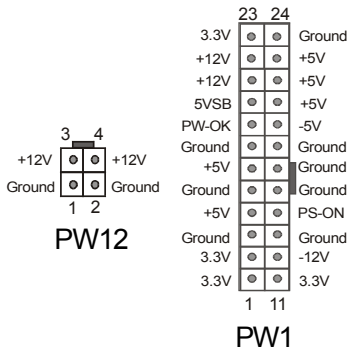 23 24
3.3V Ground
+12V +5V
+12V +5V
5VSB +5V
PW-OK -5V
Ground Ground
+5V Ground
Ground Ground
+5V PS-ON
Ground Ground
3.3V -12V
3.3V 3.3V
1 11
PW1
3 4
+12V +12V
Ground Ground
1 2
PW12